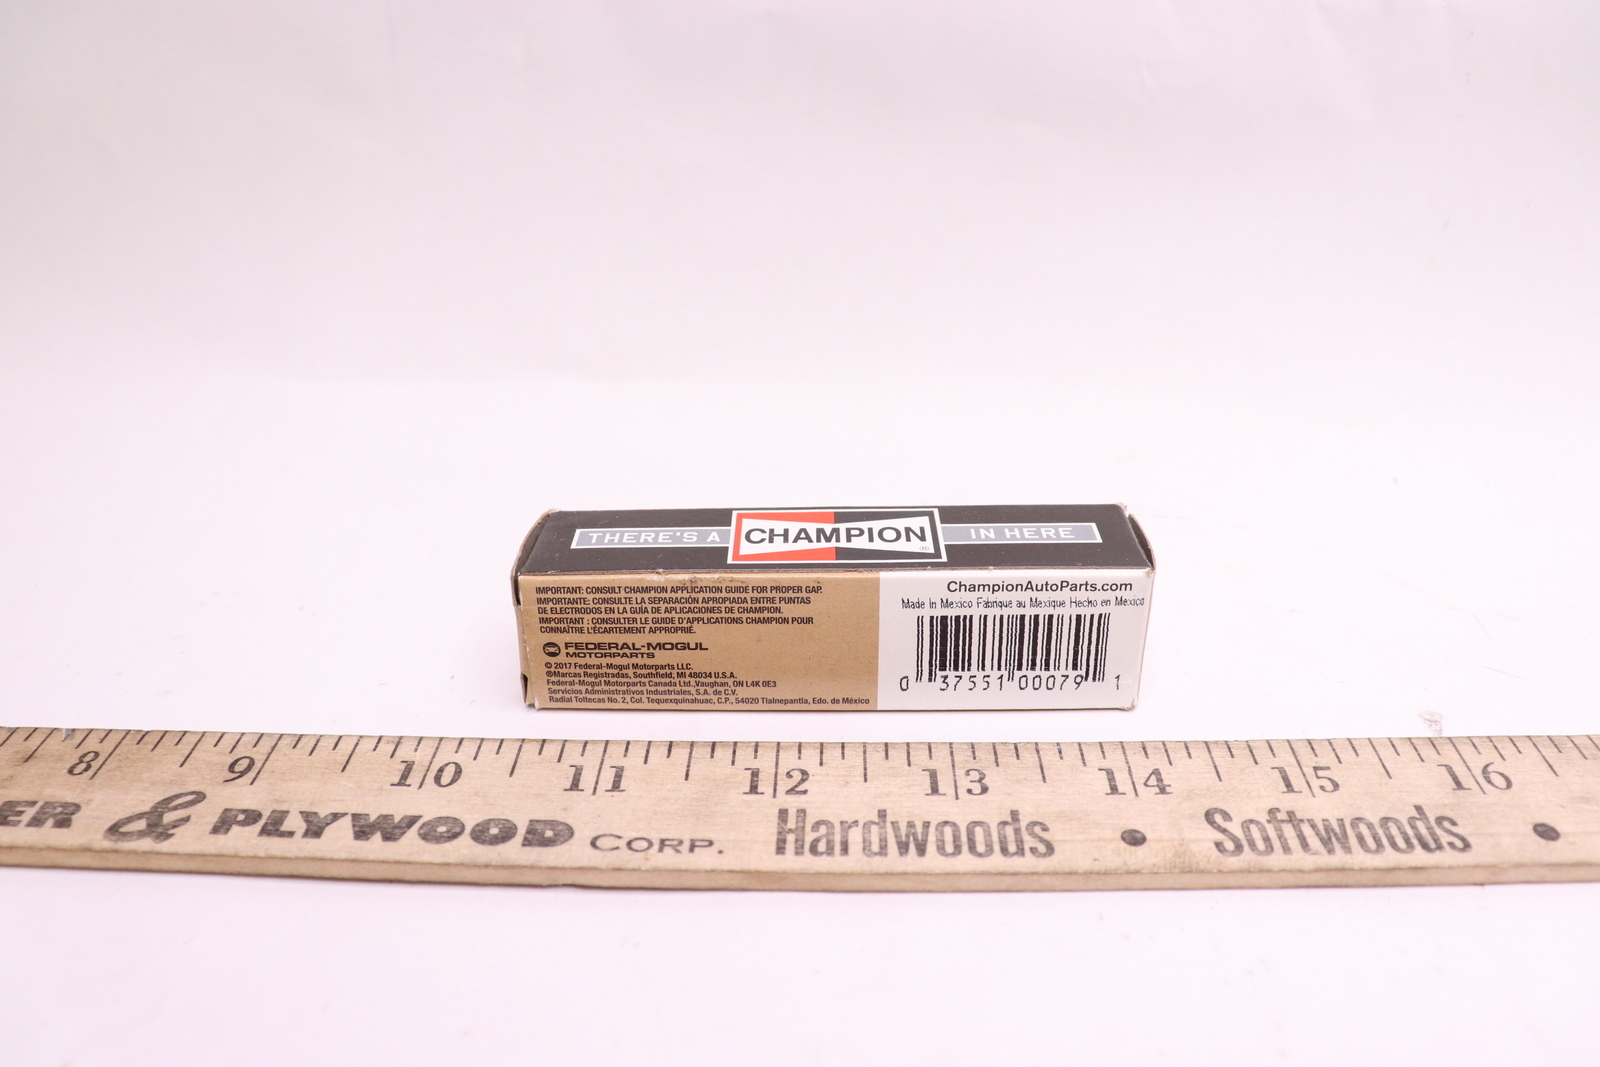 THERE'S A CHAMPION® IN HERE
IMPORTANT: CONSULT CHAMPION APPLICATION GUIDE FOR PROPER GAP.
IMPORTANTE: CONSULTE LA SEPARACIÓN APROPIADA ENTRE PUNTAS
DE ELECTRODOS EN LA GUÍA DE APLICACIONES DE CHAMPION.
IMPORTANT : CONSULTER LE GUIDE D'APPLICATIONS CHAMPION POUR
CONNAÎTRE L'ÉCARTEMENT APPROPRIÉ.
FEDERAL-MOGUL
MOTORPARTS
© 2017 Federal-Mogul Motorparts LLC.
®Marcas Registradas, Southfield, MI 48034 U.S.A.
Federal-Mogul Motorparts Canada Ltd.,Vaughan, ON L4K 0E3
Servicios Administrativos Industriales, S.A. de C.V.
Radial Toltecas No. 2, Col. Tequexquinahuac, C.P., 54020 Tlalnepantla, Edo. de México
ChampionAutoParts.com
Made In Mexico Fabrique au Mexique Hecho en Mexico
0 37551 00079 1
8 9 10 11 12 13 14 15 16
ER & PLYWOOD CORP. Hardwoods • Softwoods •